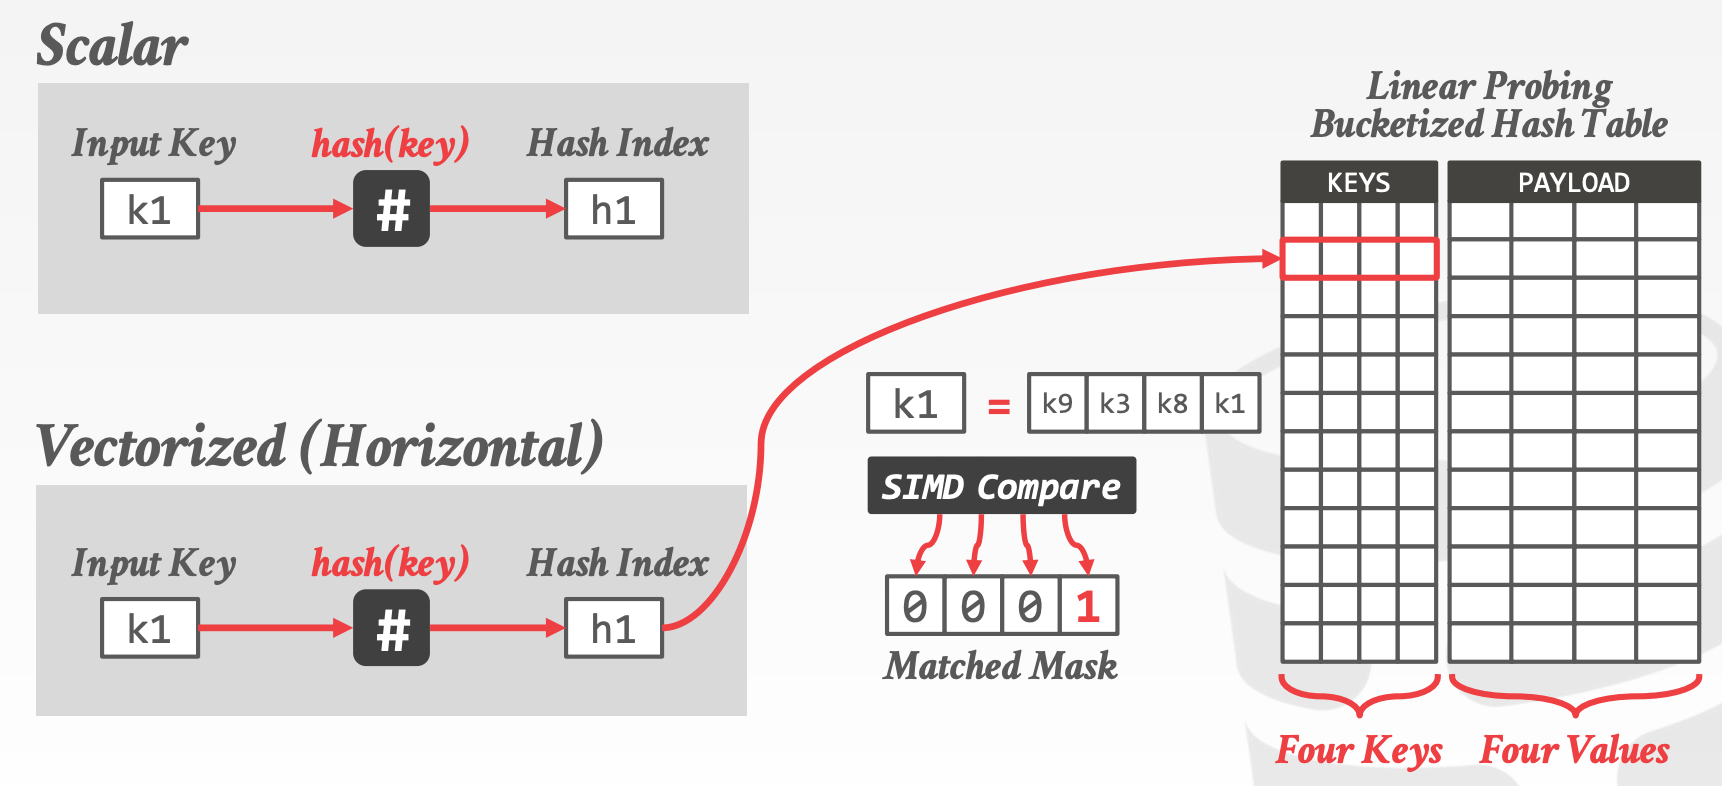 Scalar
Input Key hash(key) Hash Index
k1 # h1
Linear Probing
Bucketized Hash Table
KEYS PAYLOAD
k1 = k9 k3 k8 k1
SIMD Compare
0 0 0 1
Matched Mask
Vectorized (Horizontal)
Input Key hash(key) Hash Index
k1 # h1
Four Keys Four Values